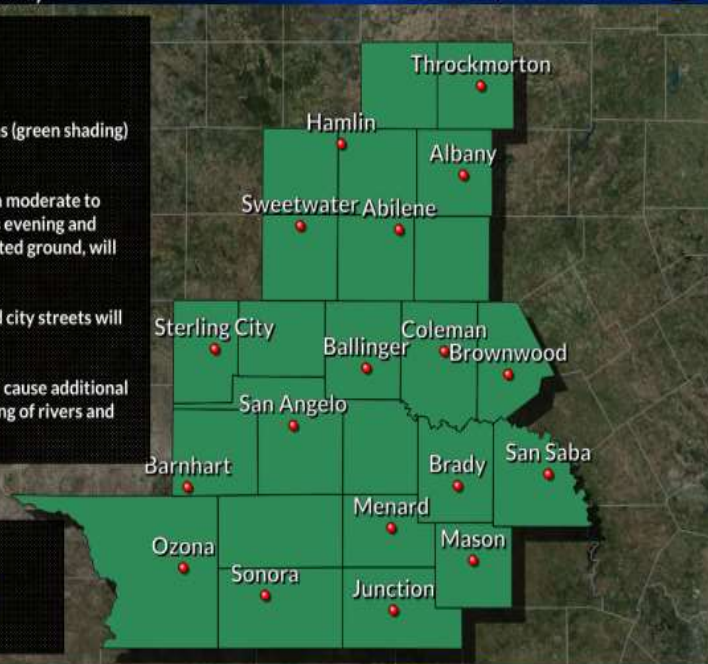 s (green shading)
moderate to
evening and
ted ground, will
city streets will
cause additional
ng of rivers and
Throckmorton
Hamlin
Albany
Sweetwater
Abilene
Sterling City
Ballinger
Coleman
Brownwood
San Angelo
Barnhart
Brady
San Saba
Menard
Ozona
Mason
Sonora
Junction